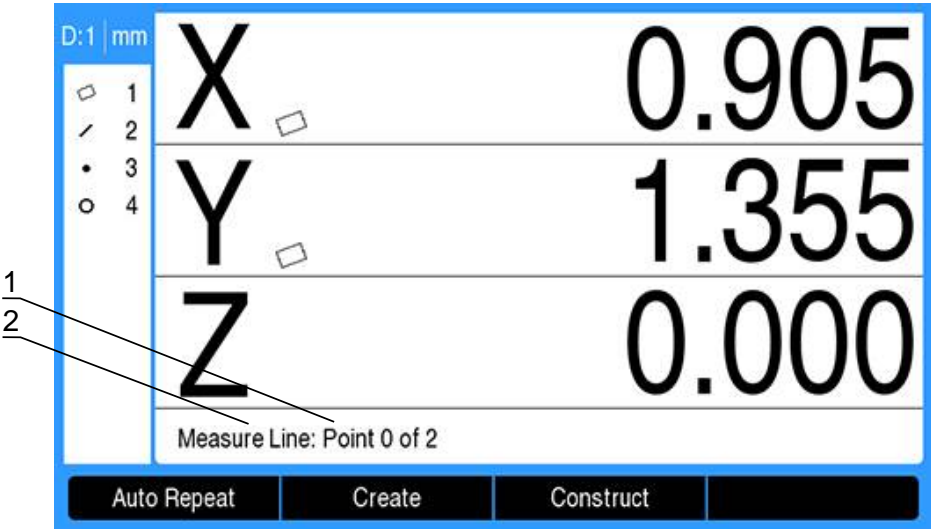 D:1 mm
1
2
3
4
X 0.905
Y 1.355
Z 0.000
1
2
Measure Line: Point 0 of 2
Auto Repeat Create Construct